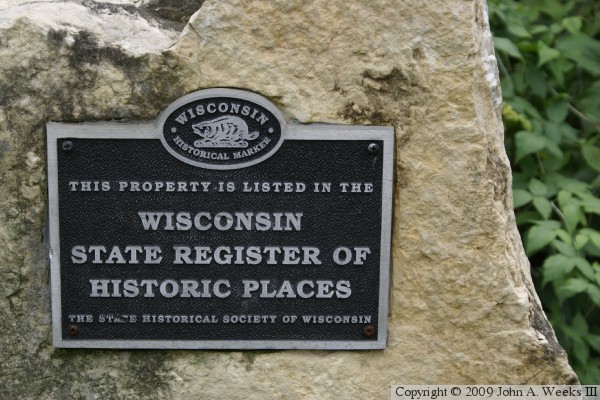 WISCONSIN
HISTORICAL MARKER
THIS PROPERTY IS LISTED IN THE
WISCONSIN
STATE REGISTER OF
HISTORIC PLACES
THE STATE HISTORICAL SOCIETY OF WISCONSIN
Copyright © 2009 John A. Weeks III